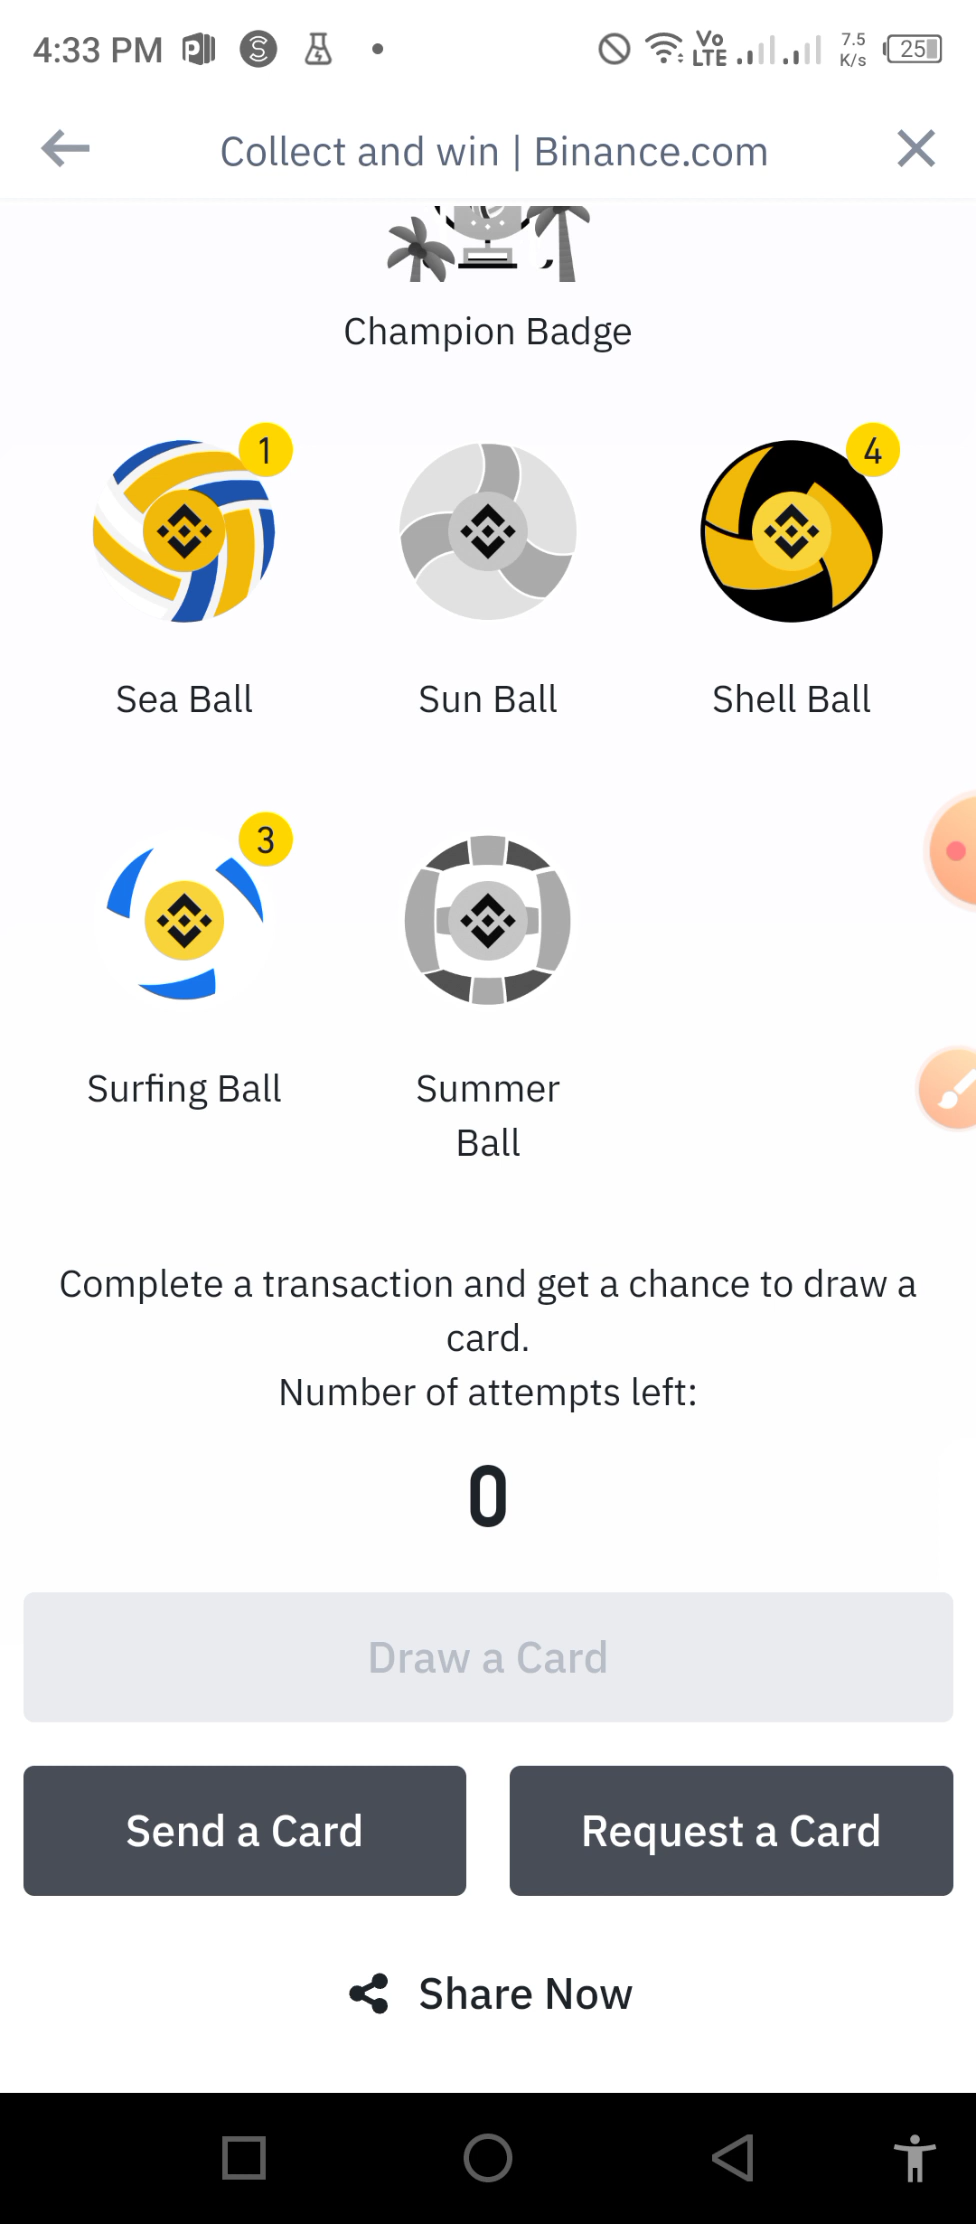 4:33 PM
Vo
LTE
7.5
K/s
25
Collect and win | Binance.com
Champion Badge
1
4
Sea Ball
Sun Ball
Shell Ball
3
Surfing Ball
Summer
Ball
Complete a transaction and get a chance to draw a
card.
Number of attempts left:
0
Draw a Card
Send a Card
Request a Card
Share Now